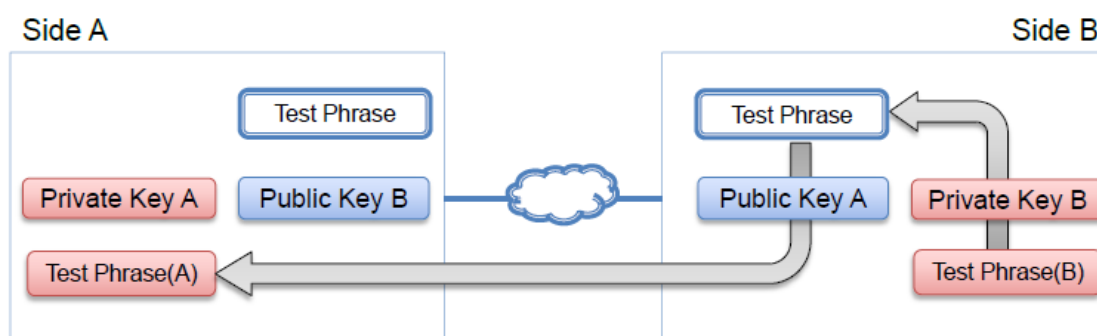 Side A
Side B
Test Phrase
Test Phrase
Private Key A
Public Key B
Public Key A
Private Key B
Test Phrase(A)
Test Phrase(B)